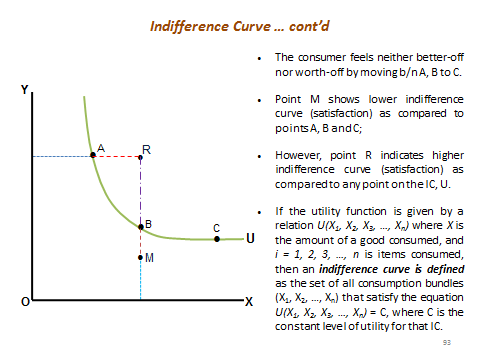 Indifference Curve ... cont'd
Y
A
R
B
C
U
M
O
X
• The consumer feels neither better-off
nor worth-off by moving b/n A, B to C.
• Point M shows lower indifference
curve (satisfaction) as compared to
points A, B and C;
• However, point R indicates higher
indifference curve (satisfaction) as
compared to any point on the IC, U.
• If the utility function is given by a
relation U(X₁, X₂, X₃, ..., Xₙ) where X is
the amount of a good consumed, and
i = 1, 2, 3, ..., n is items consumed,
then an indifference curve is defined
as the set of all consumption bundles
(X₁, X₂, ..., Xₙ) that satisfy the equation
U(X₁, X₂, X₃, ..., Xₙ) = C, where C is the
constant level of utility for that IC.
93